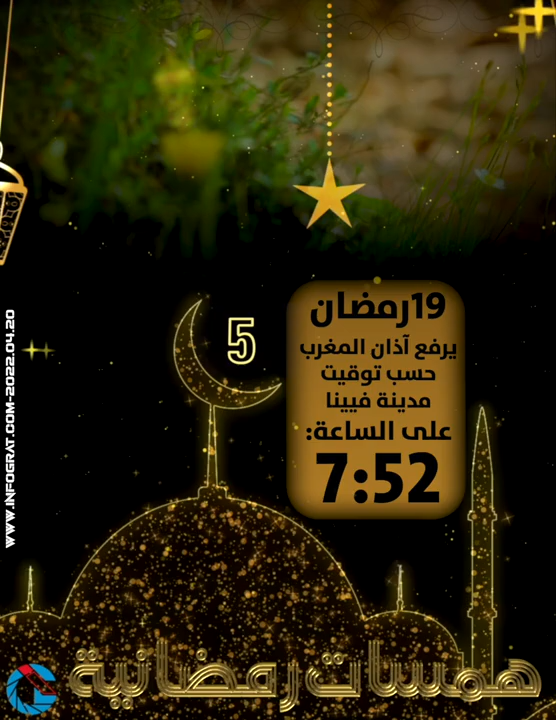 5
19رمضان
يرفع آذان المغرب
حسب توقيت
مدينة فيينا
على الساعة:
7:52
WWW.INFOGRAT.COM-2022.04.20
همسات رمضانية